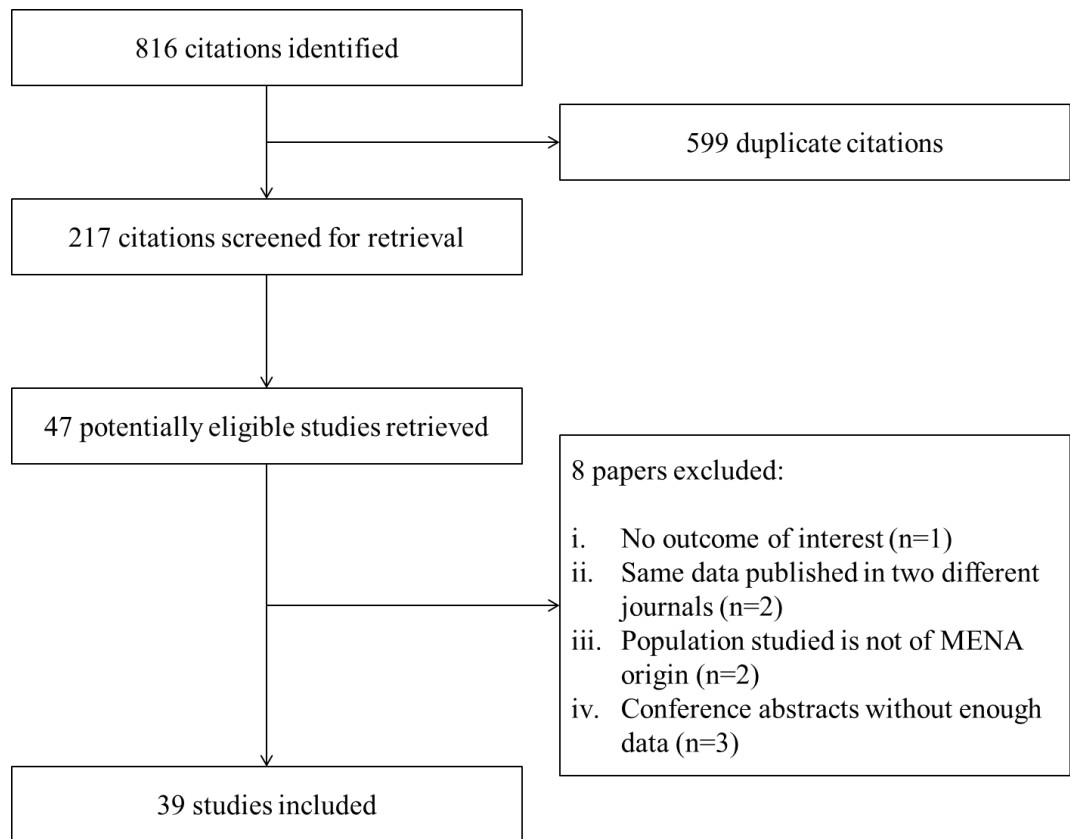 816 citations identified
599 duplicate citations
217 citations screened for retrieval
47 potentially eligible studies retrieved
8 papers excluded:
i. No outcome of interest (n=1)
ii. Same data published in two different
journals (n=2)
iii. Population studied is not of MENA
origin (n=2)
iv. Conference abstracts without enough
data (n=3)
39 studies included